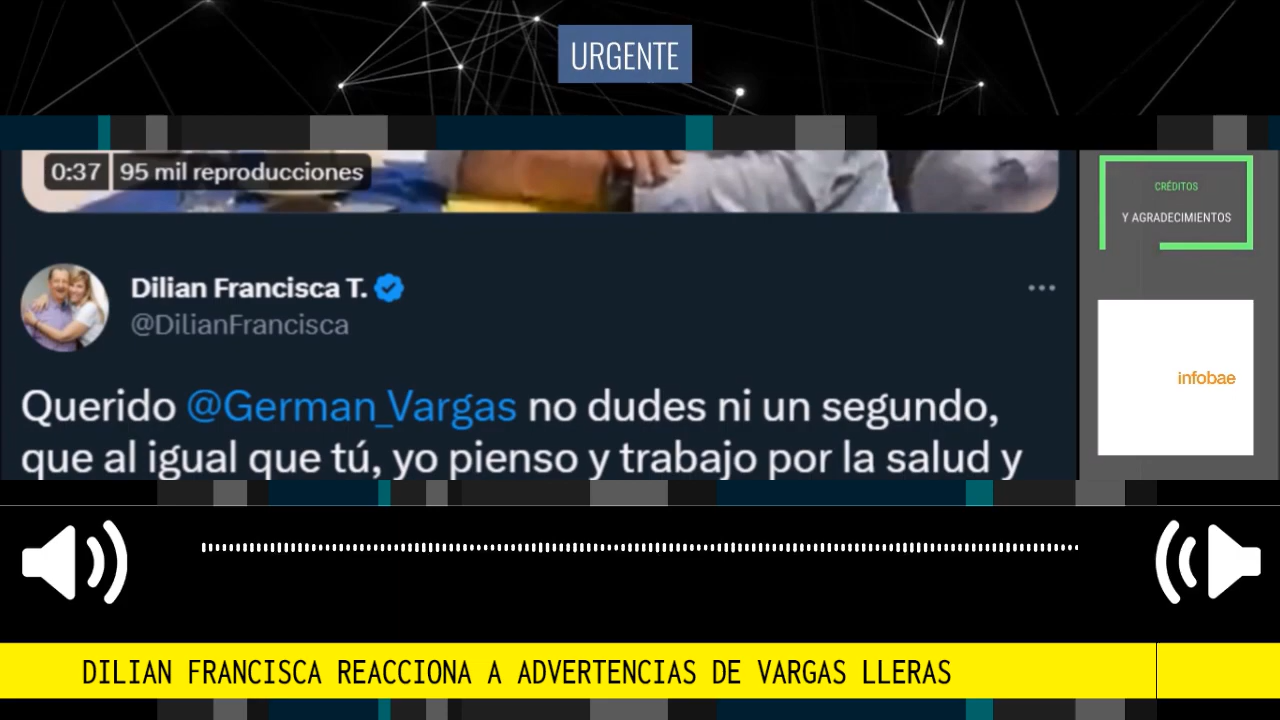 URGENTE
0:37 95 mil reproducciones
CRÉDITOS
Y AGRADECIMIENTOS
Dilian Francisca T.
@DilianFrancisca
infobae
Querido @German_Vargas no dudes ni un segundo,
que al igual que tú, yo pienso y trabajo por la salud y
DILIAN FRANCISCA REACCIONA A ADVERTENCIAS DE VARGAS LLERAS